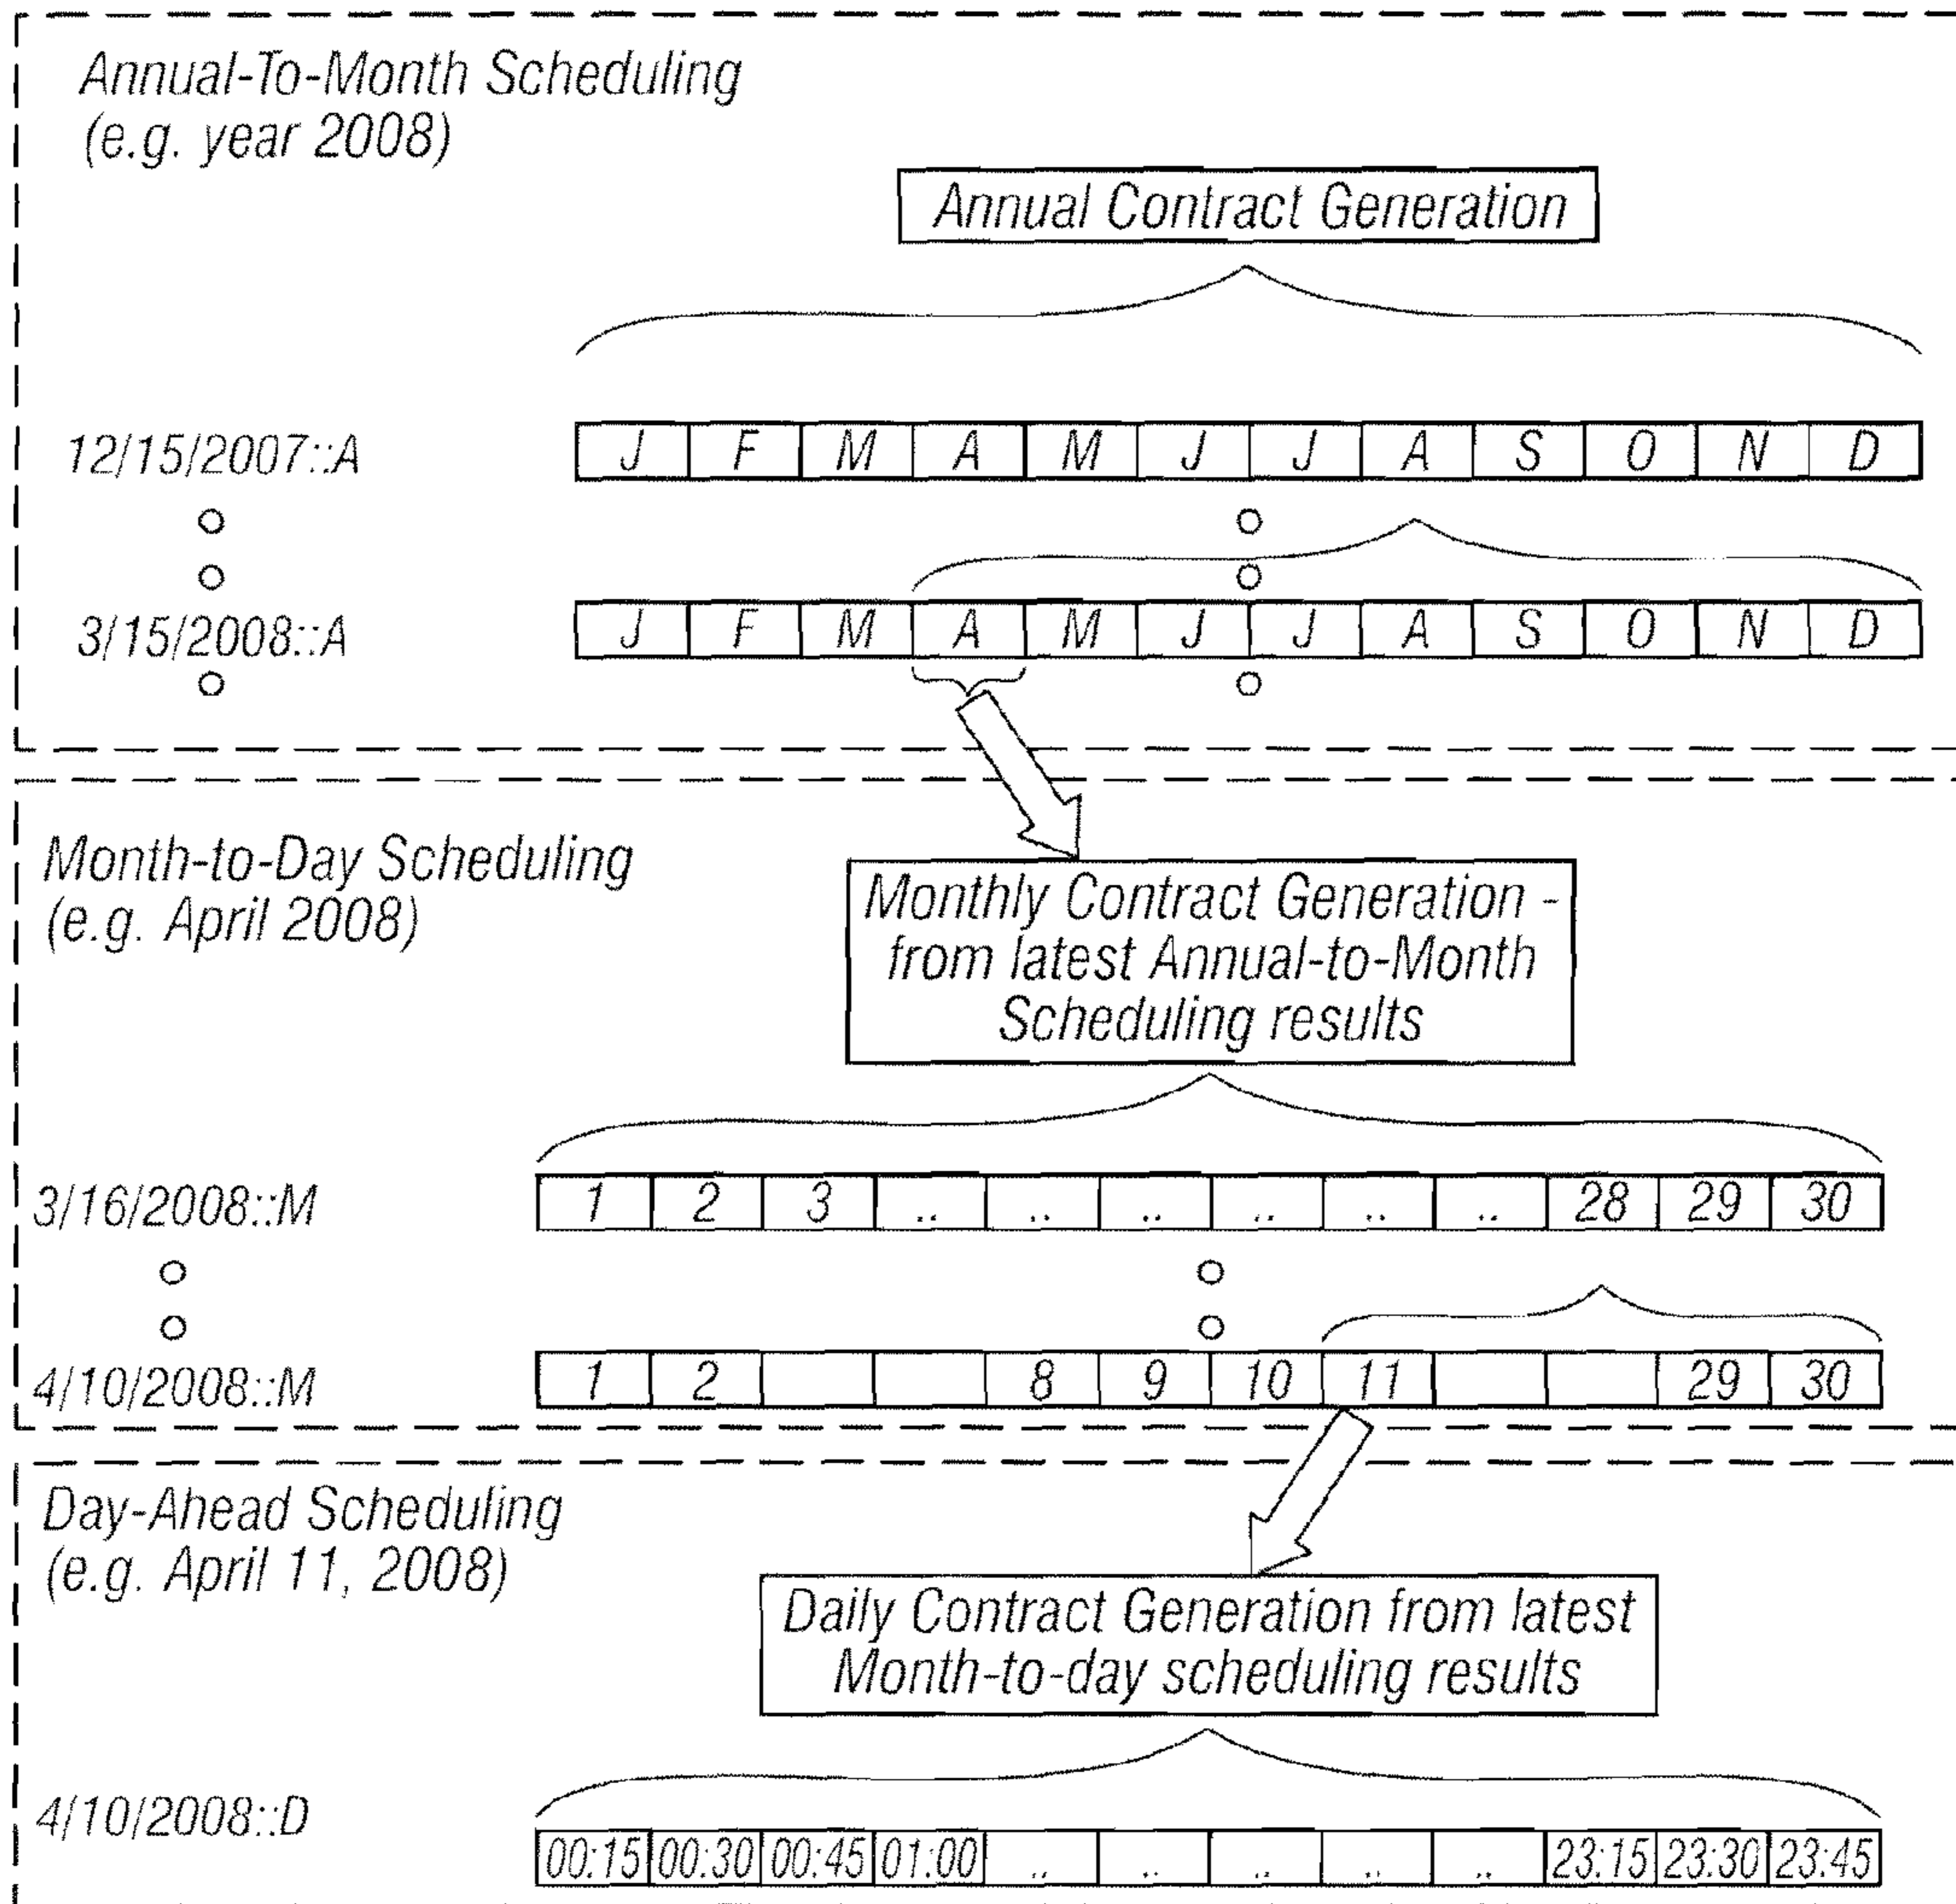 Annual-To-Month Scheduling
(e.g. year 2008)
Annual Contract Generation
12/15/2007::A
J F M A M J J A S O N D
3/15/2008::A
J F M A M J J A S O N D
Month-to-Day Scheduling
(e.g. April 2008)
Monthly Contract Generation -
from latest Annual-to-Month
Scheduling results
3/16/2008::M
1 2 3 .. .. .. .. .. .. 28 29 30
4/10/2008::M
1 2 8 9 10 11 29 30
Day-Ahead Scheduling
(e.g. April 11, 2008)
Daily Contract Generation from latest
Month-to-day scheduling results
4/10/2008::D
00:15 00:30 00:45 01:00 .. .. .. .. .. 23:15 23:30 23:45